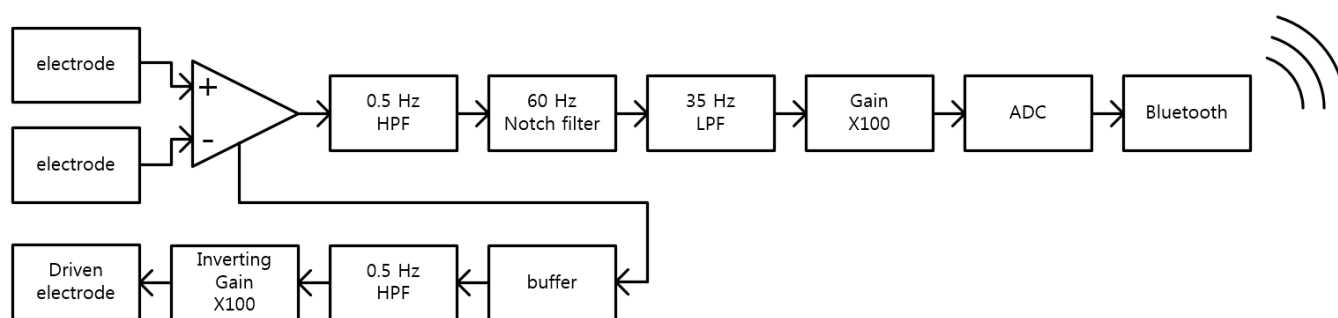 electrode
+
-
electrode
0.5 Hz
HPF
60 Hz
Notch filter
35 Hz
LPF
Gain
X100
ADC
Bluetooth
Driven
electrode
Inverting
Gain
X100
0.5 Hz
HPF
buffer